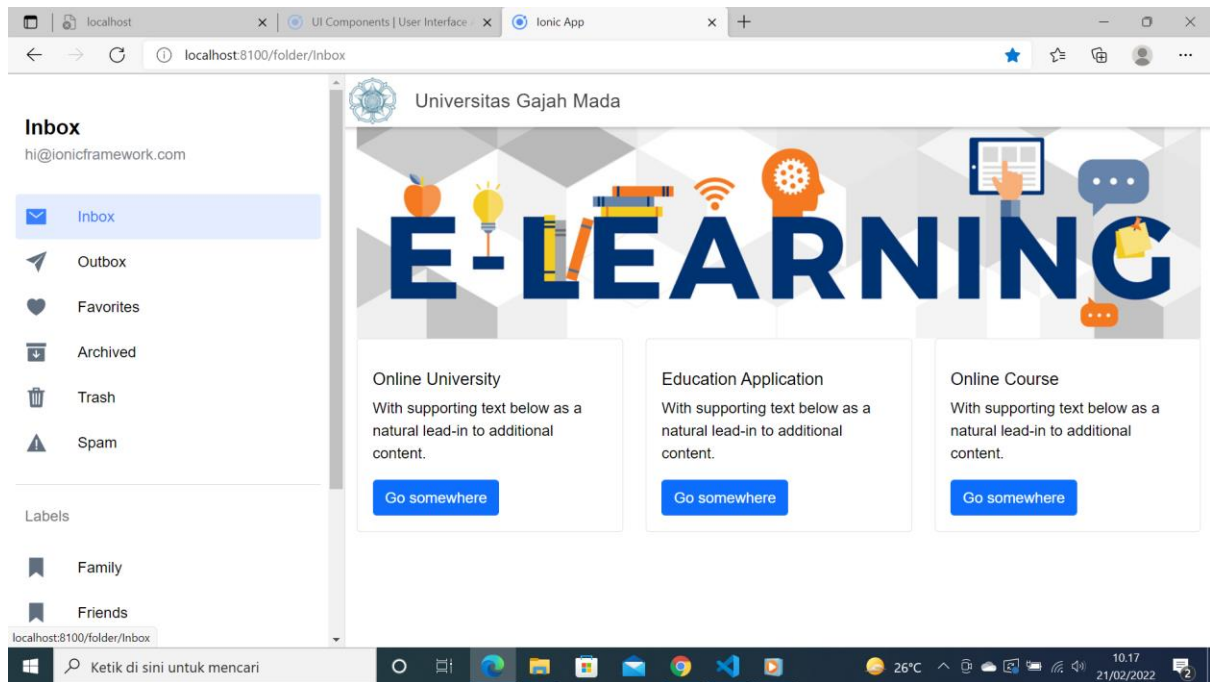 localhost
UI Components | User Interface
Ionic App
localhost:8100/folder/Inbox
Universitas Gajah Mada
Inbox
hi@ionicframework.com
Inbox
Outbox
Favorites
Archived
Trash
Spam
Labels
Family
Friends
E-LEARNING
Online University
With supporting text below as a
natural lead-in to additional
content.
Go somewhere
Education Application
With supporting text below as a
natural lead-in to additional
content.
Go somewhere
Online Course
With supporting text below as a
natural lead-in to additional
content.
Go somewhere
localhost:8100/folder/Inbox
Ketik di sini untuk mencari
26°C
10.17
21/02/2022
2